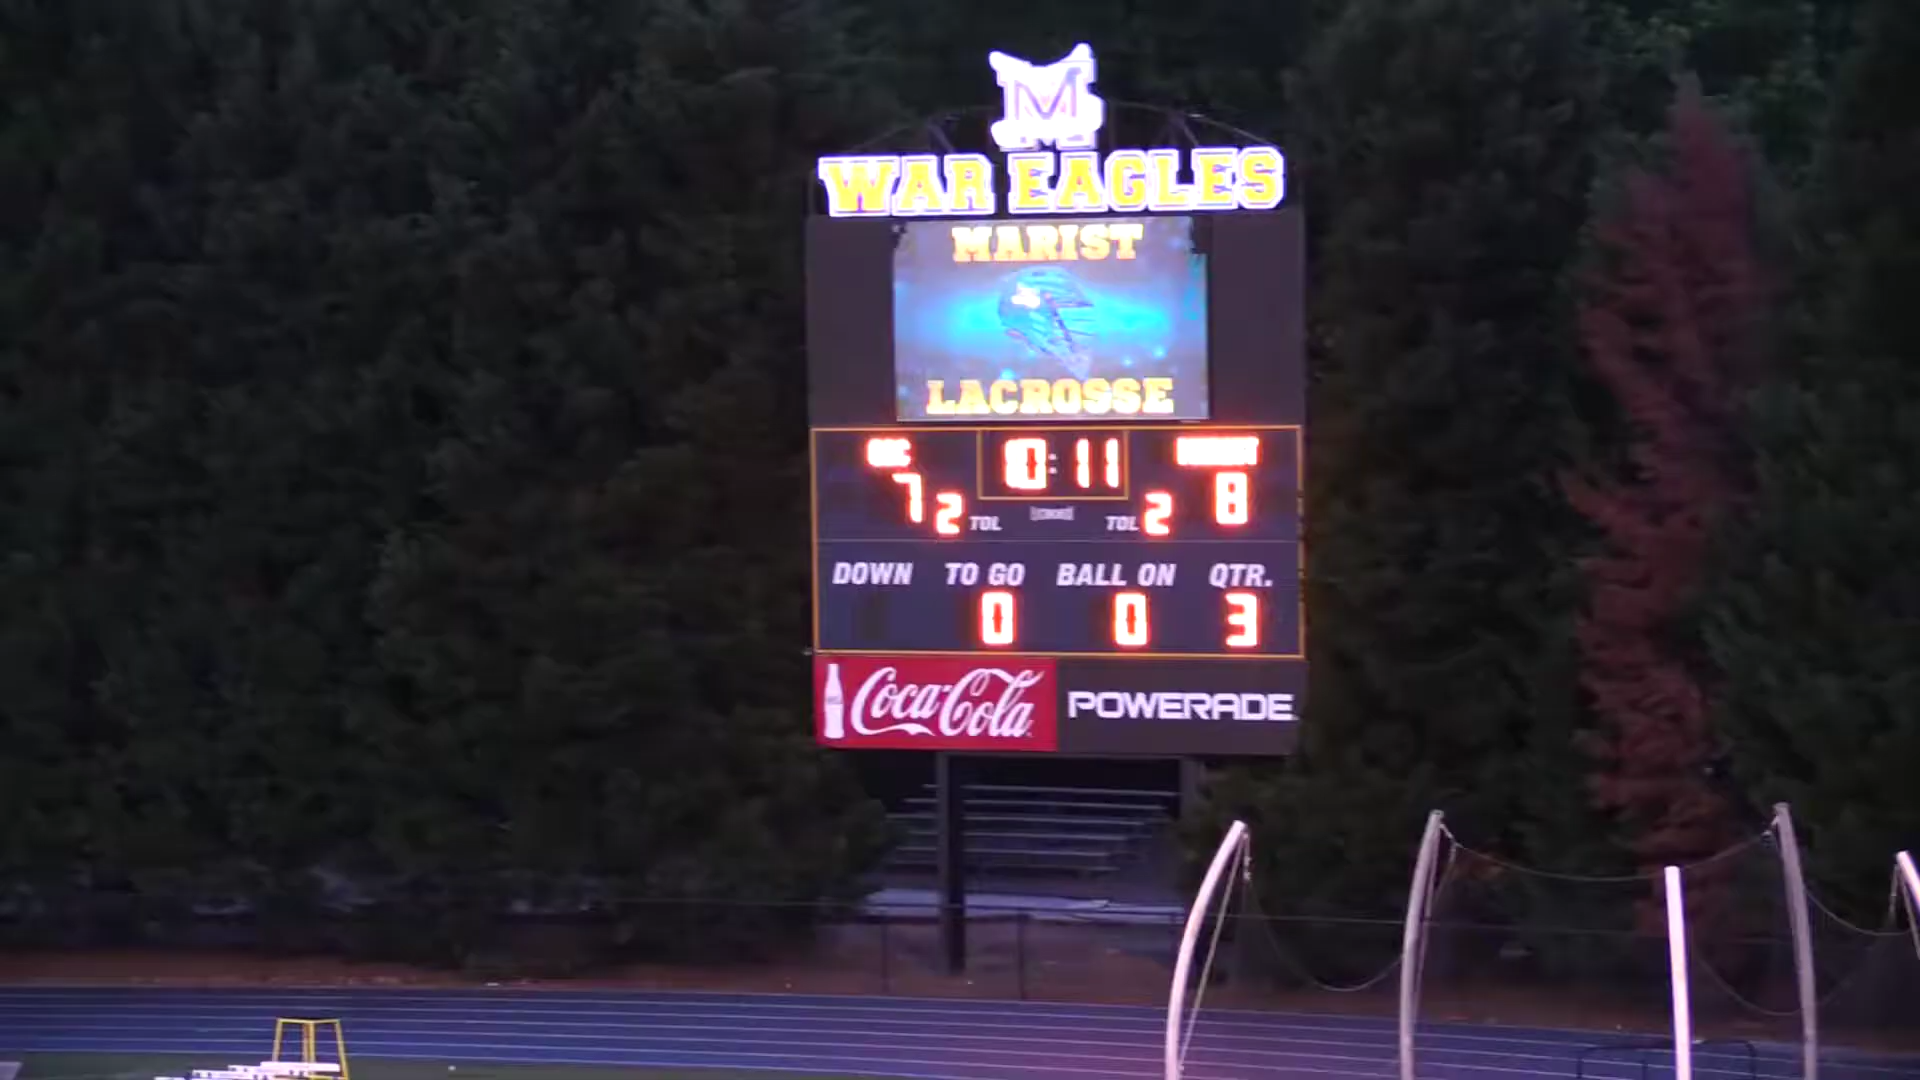 M
WAR EAGLES
MARIST
LACROSSE
0:11
7 2 TOL TOL 2 8
DOWN TO GO BALL ON QTR.
0 0 3
Coca-Cola POWERADE